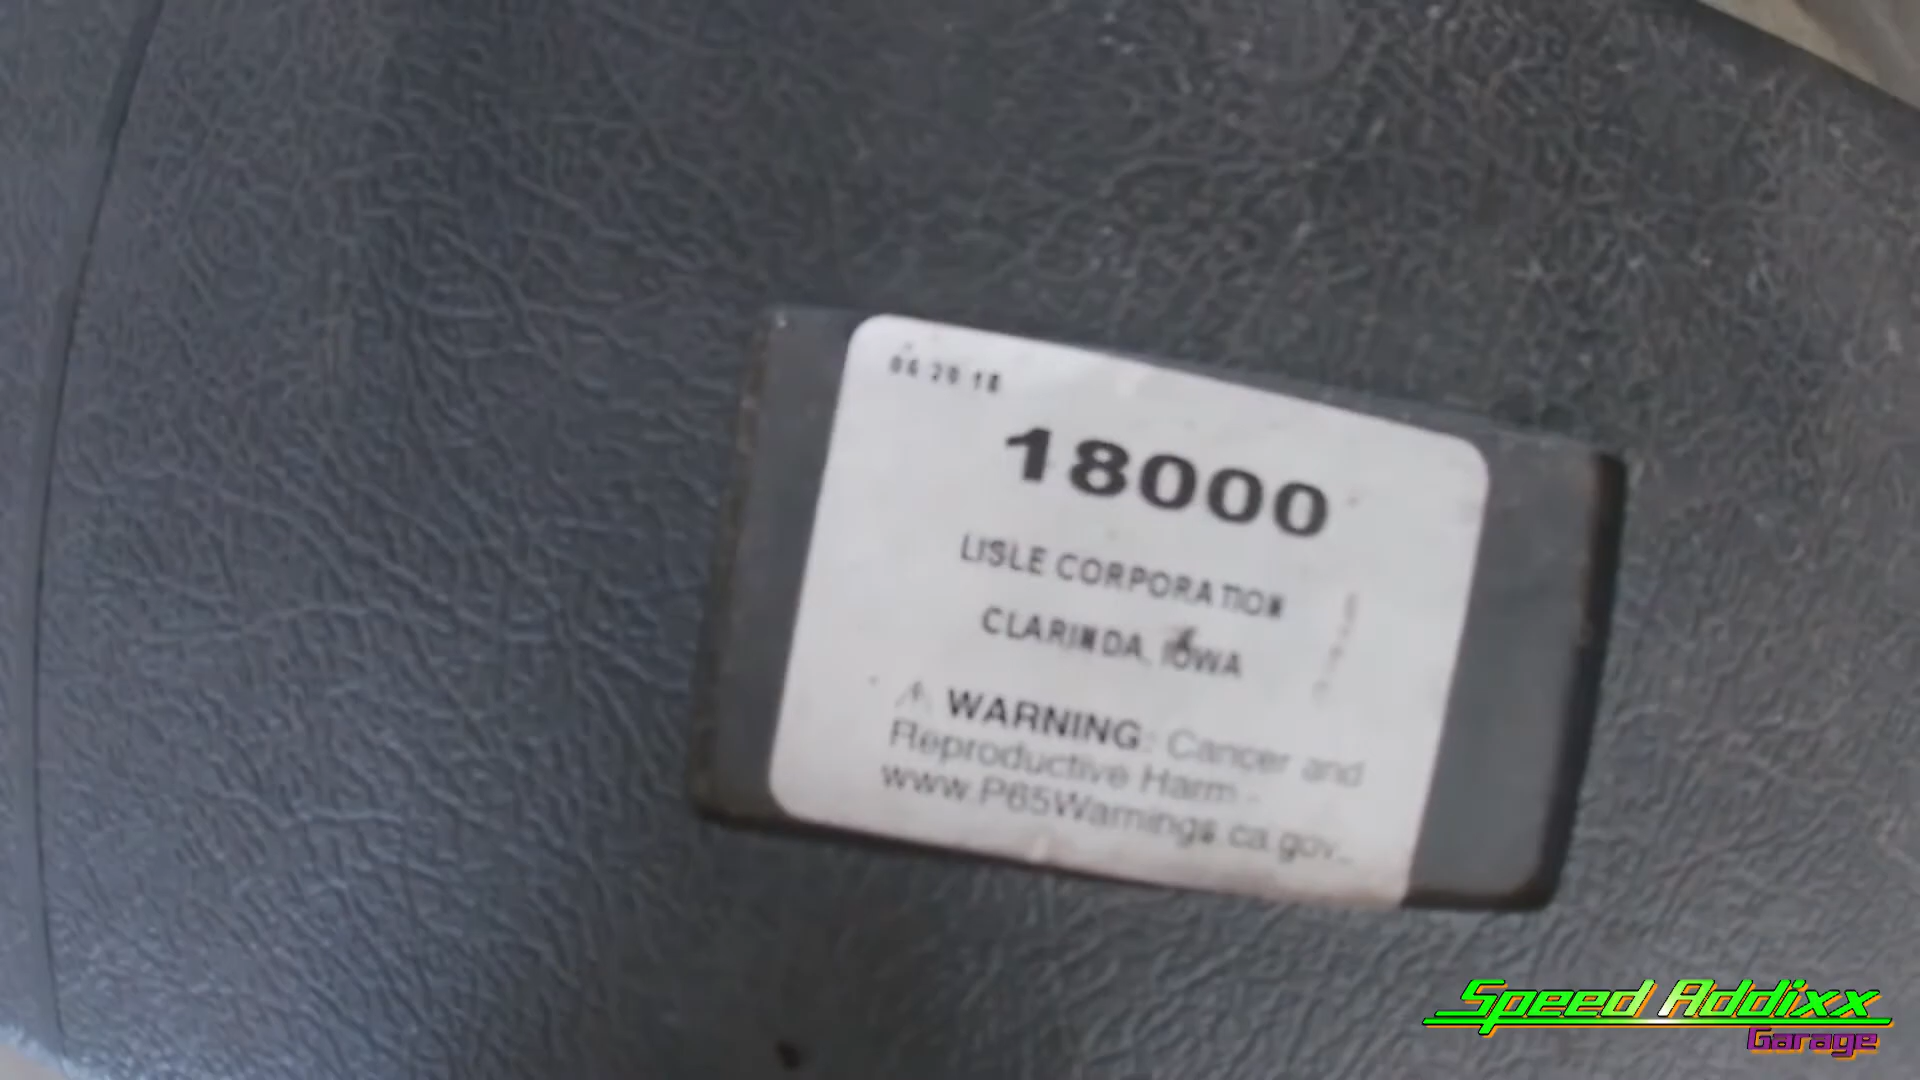 18000
LISLE CORPORATION
CLARINDA, IOWA
⚠ WARNING: Cancer and
Reproductive Harm -
www.P65Warnings.ca.gov
Speed Addixx
Garage